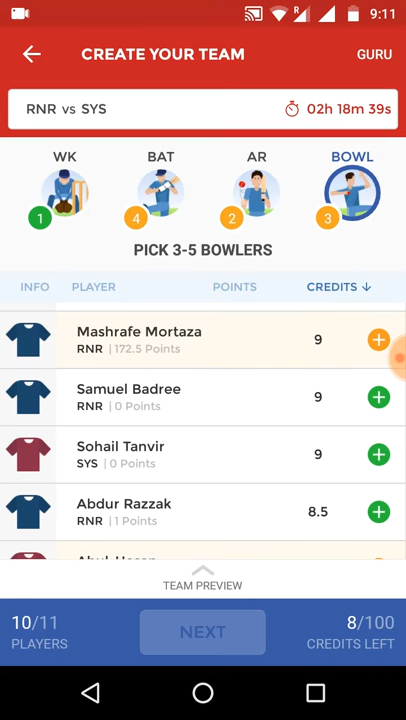 R
9:11
CREATE YOUR TEAM
GURU
RNR vs SYS
02h 18m 39s
WK
BAT
AR
BOWL
1
4
2
3
PICK 3-5 BOWLERS
INFO
PLAYER
POINTS
CREDITS ↓
Mashrafe Mortaza
9
RNR | 172.5 Points
Samuel Badree
9
RNR | 0 Points
Sohail Tanvir
9
SYS | 0 Points
Abdur Razzak
8.5
RNR | 1 Points
TEAM PREVIEW
10/11
PLAYERS
NEXT
8/100
CREDITS LEFT